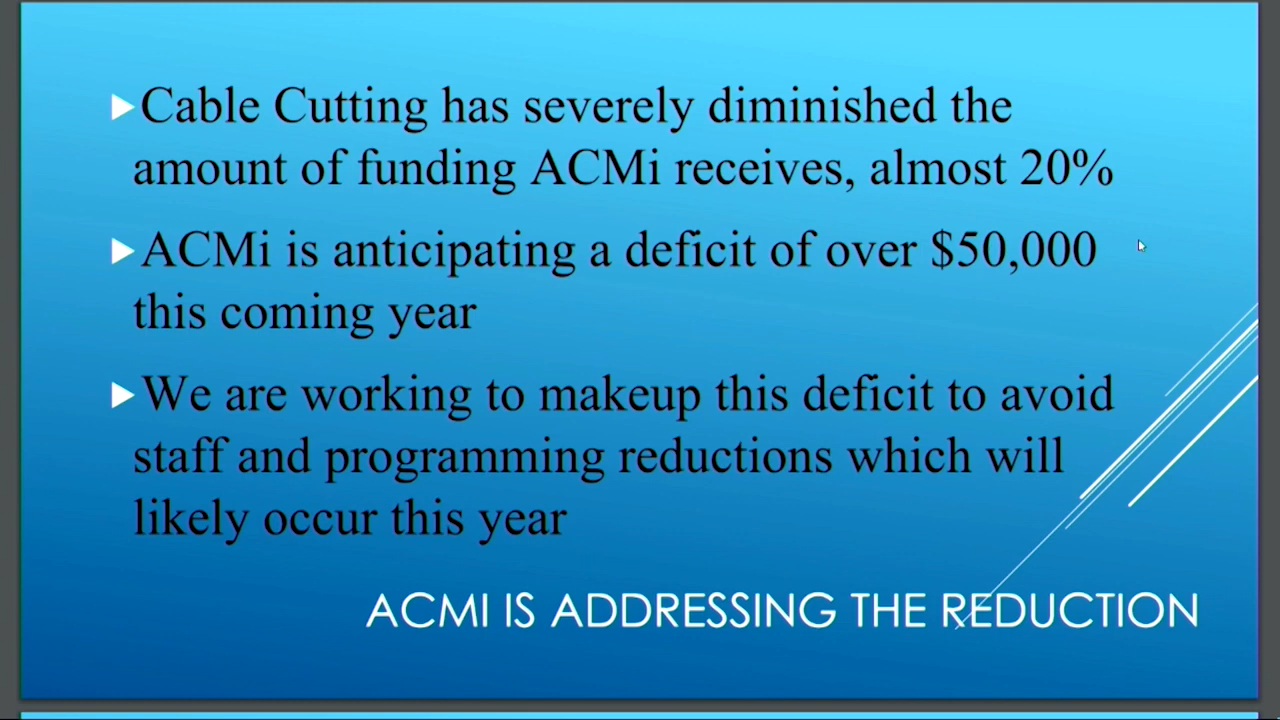 Cable Cutting has severely diminished the
amount of funding ACMi receives, almost 20%
ACMi is anticipating a deficit of over $50,000
this coming year
We are working to makeup this deficit to avoid
staff and programming reductions which will
likely occur this year
ACMI IS ADDRESSING THE REDUCTION